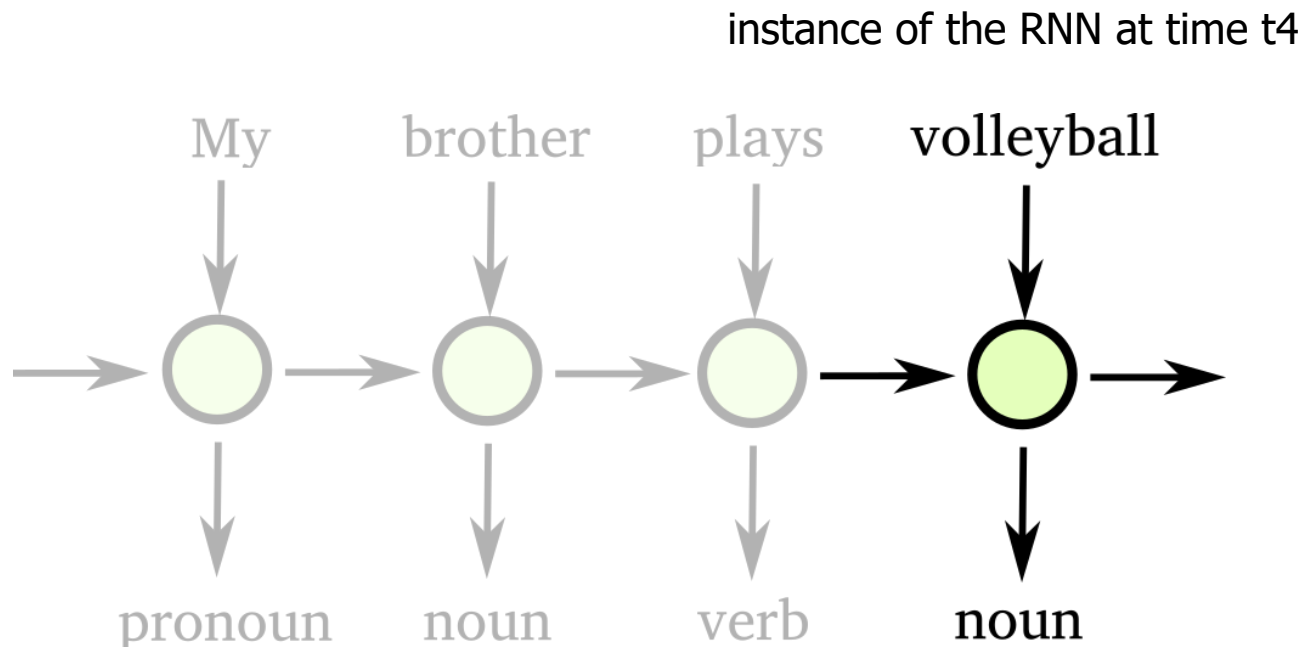 instance of the RNN at time t4
My brother plays volleyball
pronoun noun verb noun